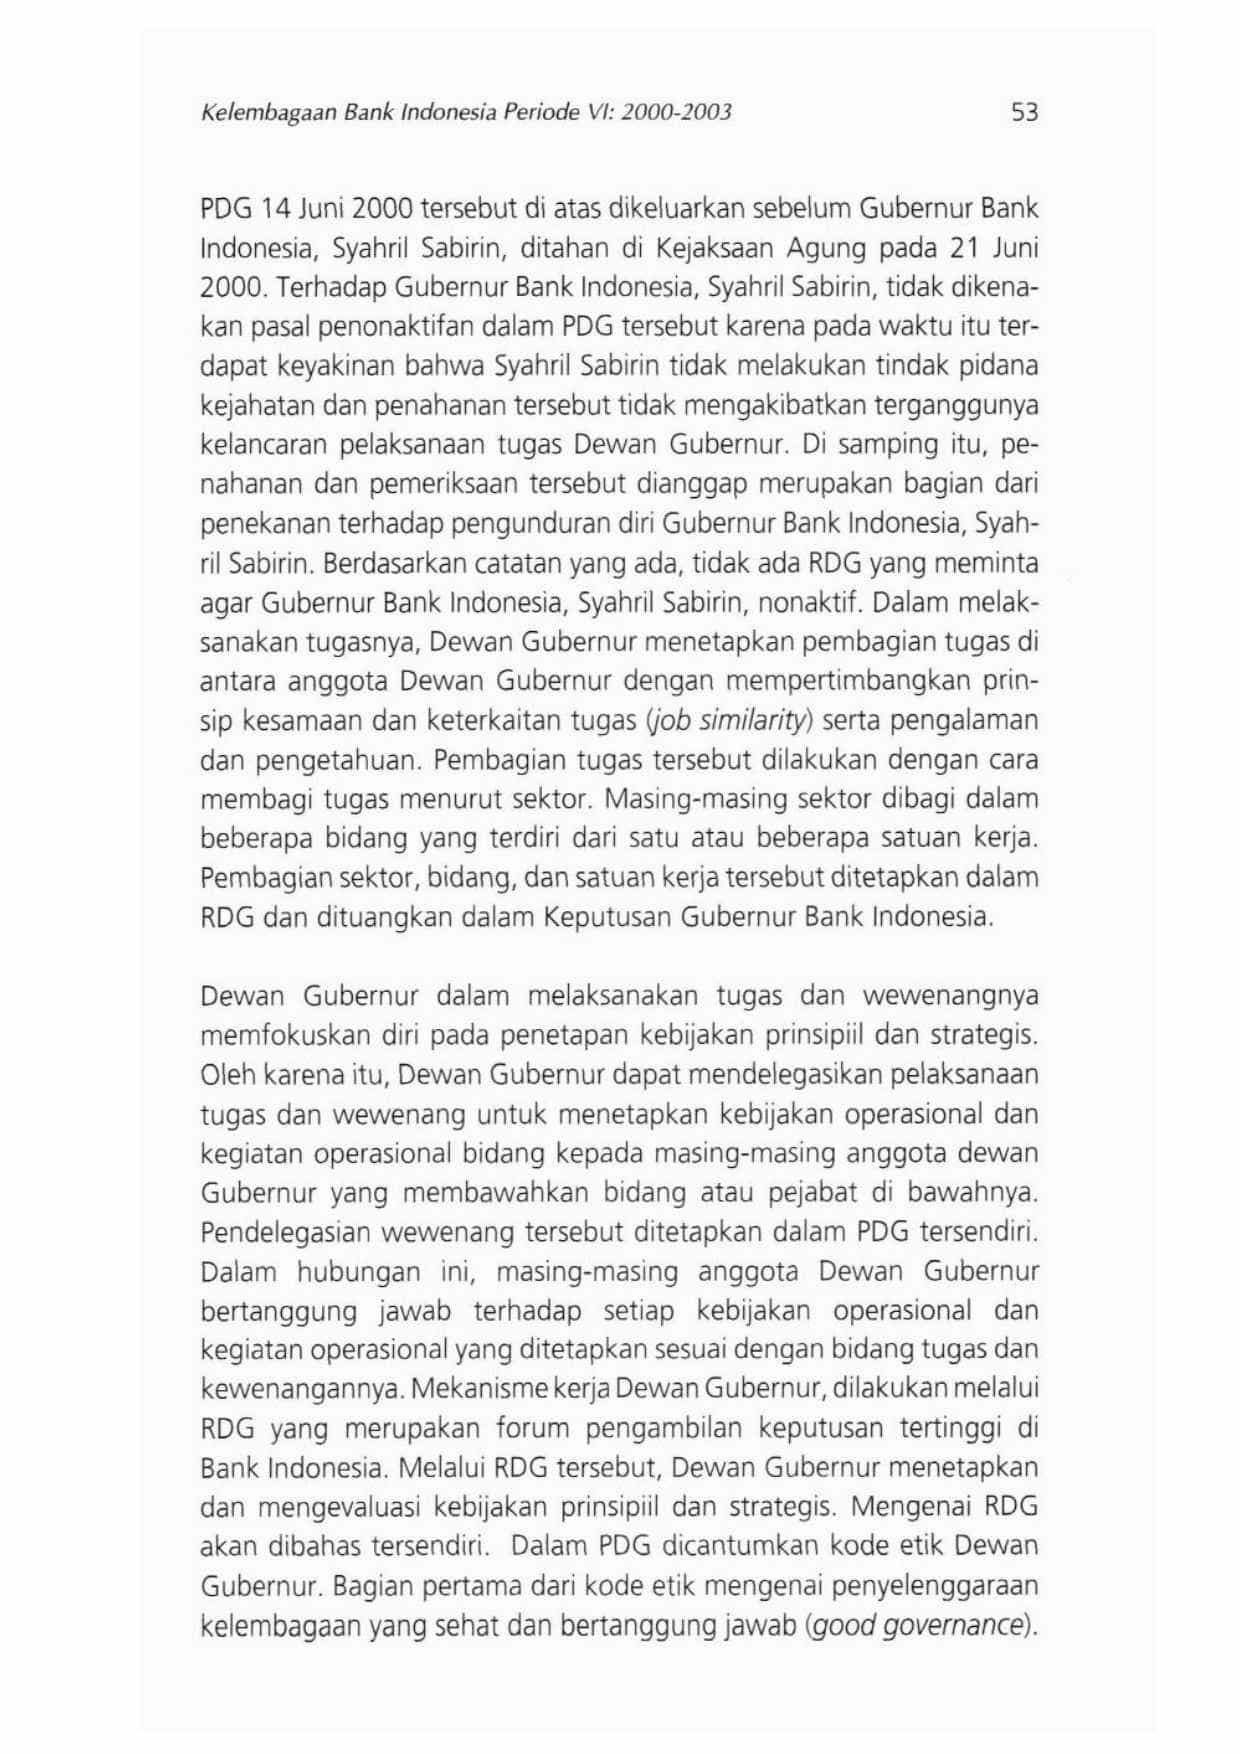 Kelembagaan Bank Indonesia Periode VI: 2000-2003 53
PDG 14 Juni 2000 tersebut di atas dikeluarkan sebelum Gubernur Bank
Indonesia, Syahril Sabirin, ditahan di Kejaksaan Agung pada 21 Juni
2000. Terhadap Gubernur Bank Indonesia, Syahril Sabirin, tidak dikena-
kan pasal penonaktifan dalam PDG tersebut karena pada waktu itu ter-
dapat keyakinan bahwa Syahril Sabirin tidak melakukan tindak pidana
kejahatan dan penahanan tersebut tidak mengakibatkan terganggunya
kelancaran pelaksanaan tugas Dewan Gubernur. Di samping itu, pe-
nahanan dan pemeriksaan tersebut dianggap merupakan bagian dari
penekanan terhadap pengunduran diri Gubernur Bank Indonesia, Syah-
ril Sabirin. Berdasarkan catatan yang ada, tidak ada RDG yang meminta
agar Gubernur Bank Indonesia, Syahril Sabirin, nonaktif. Dalam melak-
sanakan tugasnya, Dewan Gubernur menetapkan pembagian tugas di
antara anggota Dewan Gubernur dengan mempertimbangkan prin-
sip kesamaan dan keterkaitan tugas (job similarity) serta pengalaman
dan pengetahuan. Pembagian tugas tersebut dilakukan dengan cara
membagi tugas menurut sektor. Masing-masing sektor dibagi dalam
beberapa bidang yang terdiri dari satu atau beberapa satuan kerja.
Pembagian sektor, bidang, dan satuan kerja tersebut ditetapkan dalam
RDG dan dituangkan dalam Keputusan Gubernur Bank Indonesia.
Dewan Gubernur dalam melaksanakan tugas dan wewenangnya
memfokuskan diri pada penetapan kebijakan prinsipiil dan strategis.
Oleh karena itu, Dewan Gubernur dapat mendelegasikan pelaksanaan
tugas dan wewenang untuk menetapkan kebijakan operasional dan
kegiatan operasional bidang kepada masing-masing anggota dewan
Gubernur yang membawahkan bidang atau pejabat di bawahnya.
Pendelegasian wewenang tersebut ditetapkan dalam PDG tersendiri.
Dalam hubungan ini, masing-masing anggota Dewan Gubernur
bertanggung jawab terhadap setiap kebijakan operasional dan
kegiatan operasional yang ditetapkan sesuai dengan bidang tugas dan
kewenangannya. Mekanisme kerja Dewan Gubernur, dilakukan melalui
RDG yang merupakan forum pengambilan keputusan tertinggi di
Bank Indonesia. Melalui RDG tersebut, Dewan Gubernur menetapkan
dan mengevaluasi kebijakan prinsipiil dan strategis. Mengenai RDG
akan dibahas tersendiri. Dalam PDG dicantumkan kode etik Dewan
Gubernur. Bagian pertama dari kode etik mengenai penyelenggaraan
kelembagaan yang sehat dan bertanggung jawab (good governance).